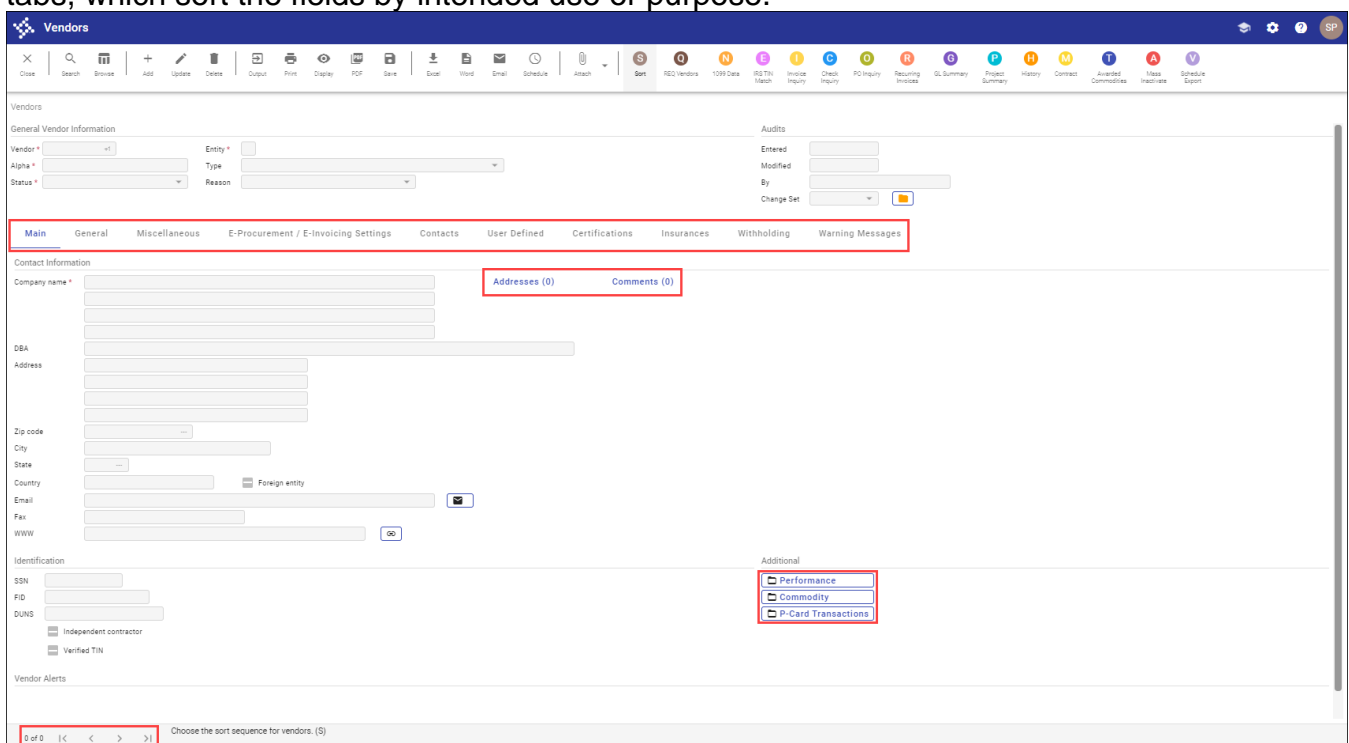 tabs, which sort the fields by intended use or purpose.
Vendors
SP
S Q N E I C O R G P H M T A V
Close Search Browse Add Update Delete Output Print Display PDF Save Excel Word Email Schedule Attach Sort REQ Vendors 1099 Data IRS TIN Match Invoice Inquiry Check Inquiry PO Inquiry Recurring Invoices GL Summary Project Summary History Contract Awarded Commodities Mass Inactivate Schedule Export
Vendors
General Vendor Information Audits
Vendor * Entity * Entered
Alpha * Type Modified
Status * Reason By
Change Set
Main General Miscellaneous E-Procurement / E-Invoicing Settings Contacts User Defined Certifications Insurances Withholding Warning Messages
Contact Information
Company name * Addresses (0) Comments (0)
DBA
Address
Zip code
City
State
Country Foreign entity
Email
Fax
WWW
Identification Additional
SSN Performance
FID Commodity
DUNS P-Card Transactions
Independent contractor
Verified TIN
Vendor Alerts
0 of 0 Choose the sort sequence for vendors. (S)